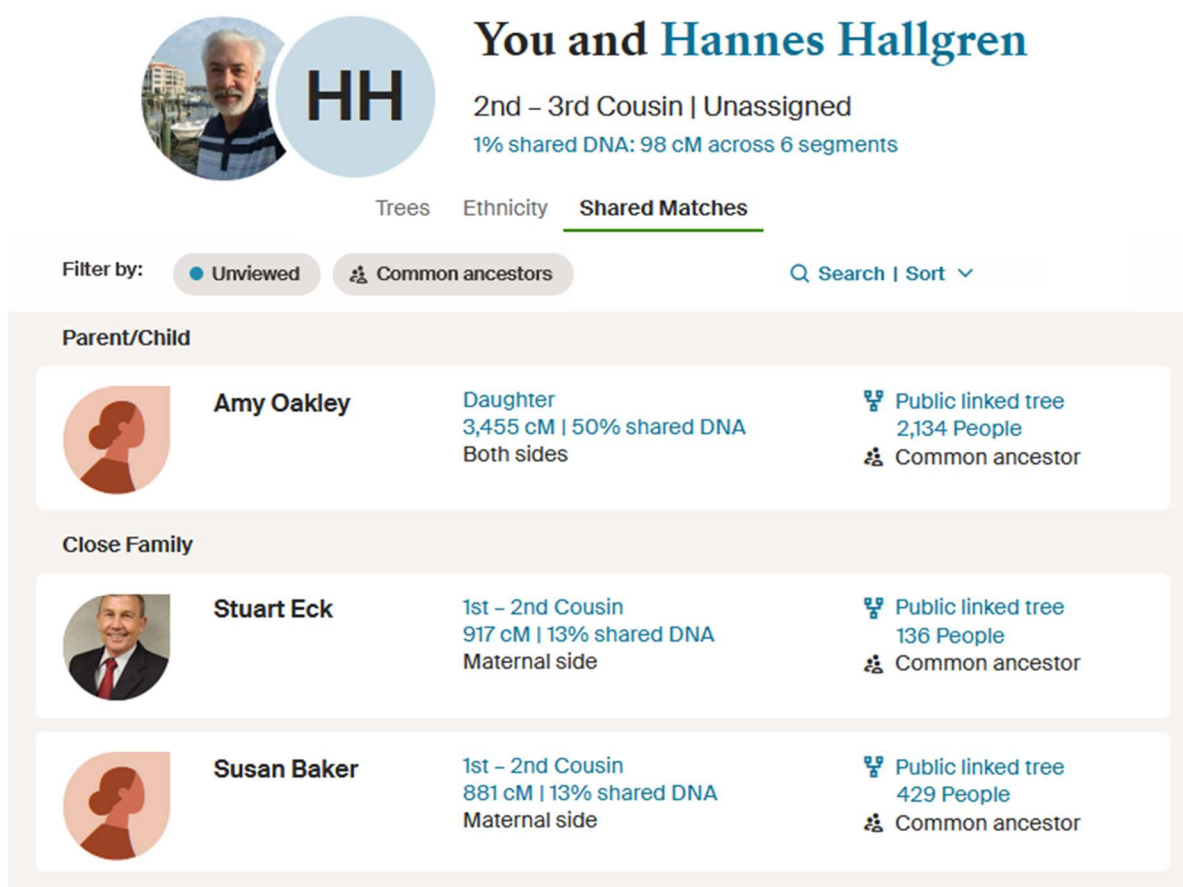 HH
You and Hannes Hallgren
2nd – 3rd Cousin | Unassigned
1% shared DNA: 98 cM across 6 segments
Trees Ethnicity Shared Matches
Filter by: Unviewed Common ancestors Search | Sort
Parent/Child
Amy Oakley
Daughter
3,455 cM | 50% shared DNA
Both sides
Public linked tree
2,134 People
Common ancestor
Close Family
Stuart Eck
1st – 2nd Cousin
917 cM | 13% shared DNA
Maternal side
Public linked tree
136 People
Common ancestor
Susan Baker
1st – 2nd Cousin
881 cM | 13% shared DNA
Maternal side
Public linked tree
429 People
Common ancestor